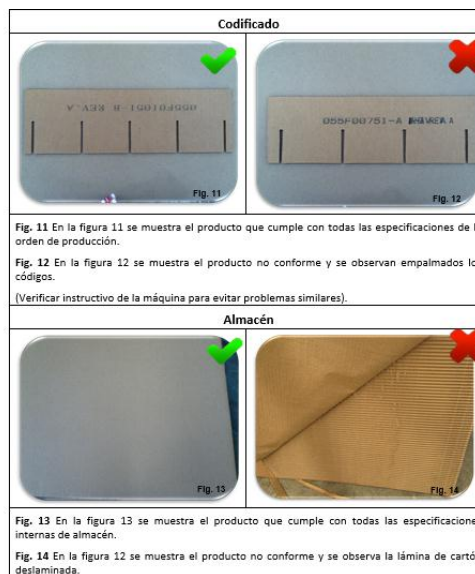 Codificado
055F01051-B REV.A
Fig. 11
055FD0751-A
Fig. 12
Fig. 11 En la figura 11 se muestra el producto que cumple con todas las especificaciones de l
orden de producción.
Fig. 12 En la figura 12 se muestra el producto no conforme y se observan empalmados lo
códigos.
(Verificar instructivo de la máquina para evitar problemas similares).
Almacén
Fig. 13
Fig. 14
Fig. 13 En la figura 13 se muestra el producto que cumple con todas las especificacione
internas de almacén.
Fig. 14 En la figura 12 se muestra el producto no conforme y se observa la lámina de cartó
deslaminada.